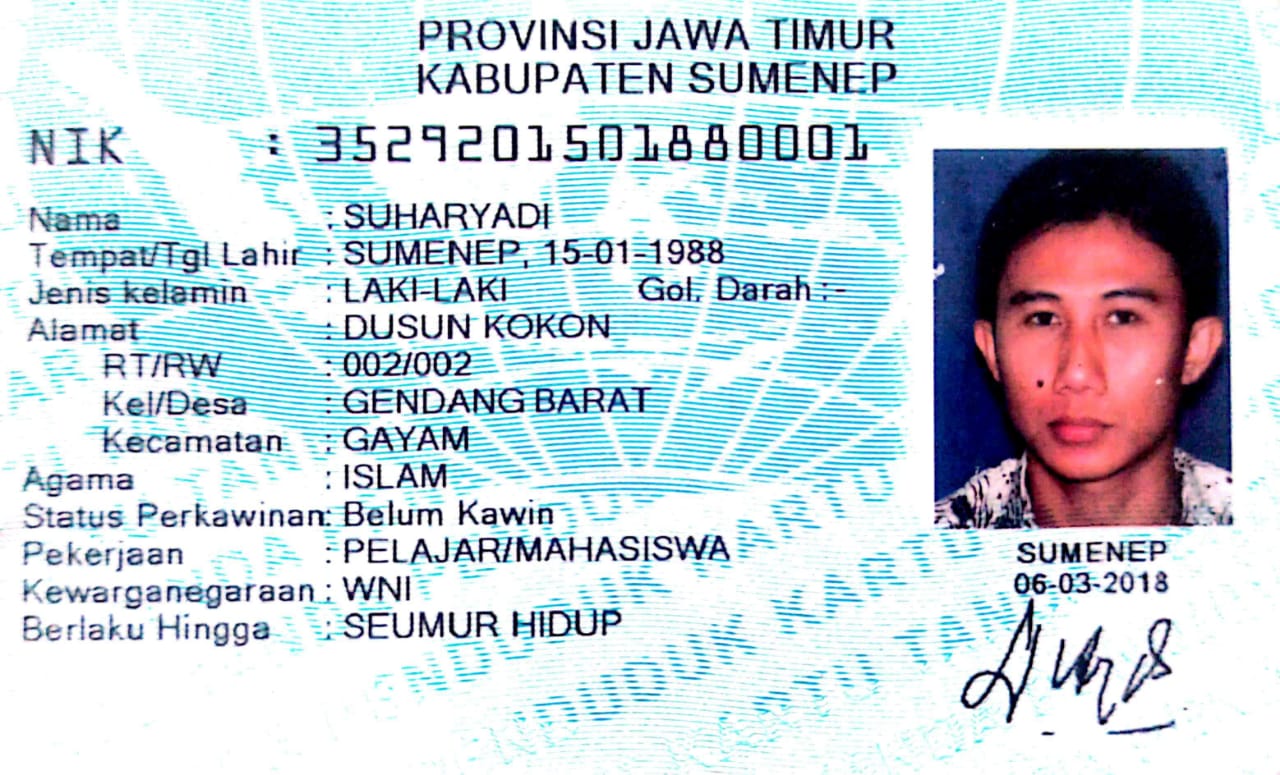 PROVINSI JAWA TIMUR
KABUPATEN SUMENEP
NIK : 3529201501880001
Nama : SUHARYADI
Tempat/Tgl Lahir : SUMENEP, 15-01-1988
Jenis kelamin : LAKI-LAKI Gol. Darah :-
Alamat : DUSUN KOKON
RT/RW : 002/002
Kel/Desa : GENDANG BARAT
Kecamatan : GAYAM
Agama : ISLAM
Status Perkawinan: Belum Kawin
Pekerjaan : PELAJAR/MAHASISWA
Kewarganegaraan : WNI
Berlaku Hingga : SEUMUR HIDUP
SUMENEP
06-03-2018